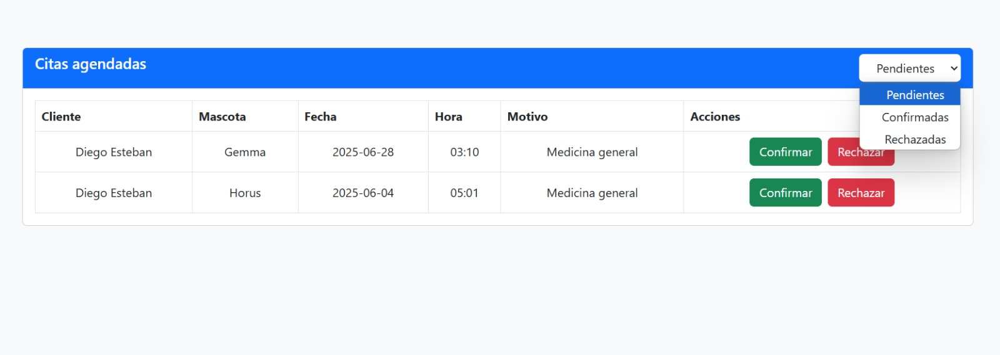 Citas agendadas
Pendientes
Pendientes
Confirmadas
Rechazadas
Cliente Mascota Fecha Hora Motivo Acciones
Diego Esteban Gemma 2025-06-28 03:10 Medicina general Confirmar Rechazar
Diego Esteban Horus 2025-06-04 05:01 Medicina general Confirmar Rechazar